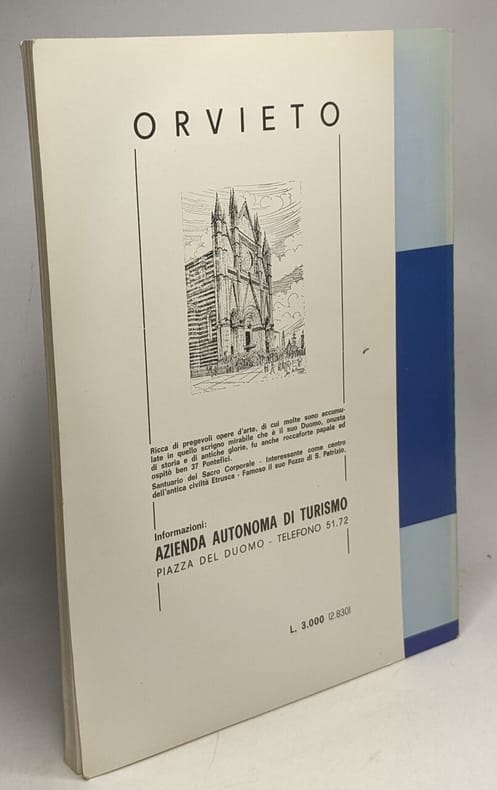 ORVIETO
Ricca di pregevoli opere d'arte, di cui molte sono accumu-
late in quello scrigno mirabile che è il suo Duomo, onusta
di storia e di antiche glorie, fu anche roccaforte papale ed
ospitò ben 37 Pontefici.
Santuario del Sacro Corporale - Interessante come centro
dell'antica civiltà Etrusca - Famoso il suo Pozzo di S. Patrizio.
Informazioni:
AZIENDA AUTONOMA DI TURISMO
PIAZZA DEL DUOMO - TELEFONO 51.72
L. 3.000 (2.830)